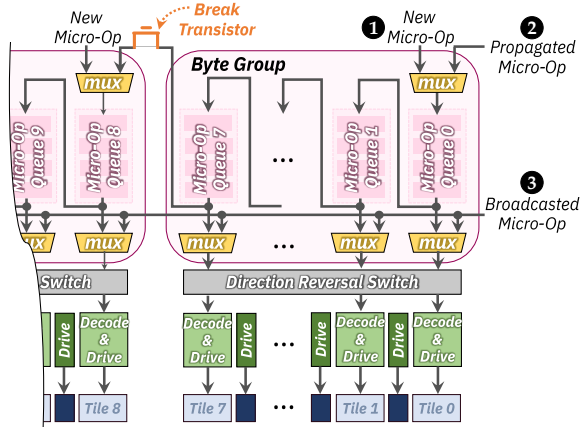 Break
Transistor
New
Micro-Op
1
New
Micro-Op
2
Propagated
Micro-Op
mux
Byte Group
mux
Micro-Op
Queue 9
Micro-Op
Queue 8
Micro-Op
Queue 7
...
Micro-Op
Queue 1
Micro-Op
Queue 0
3
Broadcasted
Micro-Op
mux
mux
mux
...
mux
mux
Switch
Direction Reversal Switch
Drive
Decode
& Drive
Decode
& Drive
Drive
...
Drive
Decode
& Drive
Drive
Decode
& Drive
Tile 8
Tile 7
...
Tile 1
Tile 0